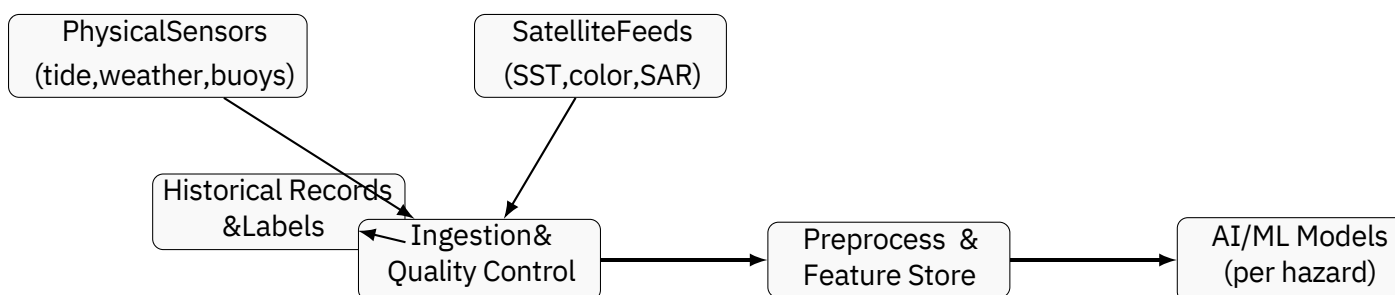 PhysicalSensors
(tide,weather,buoys)
SatelliteFeeds
(SST,color,SAR)
Historical Records
&Labels
Ingestion&
Quality Control
Preprocess &
Feature Store
AI/ML Models
(per hazard)